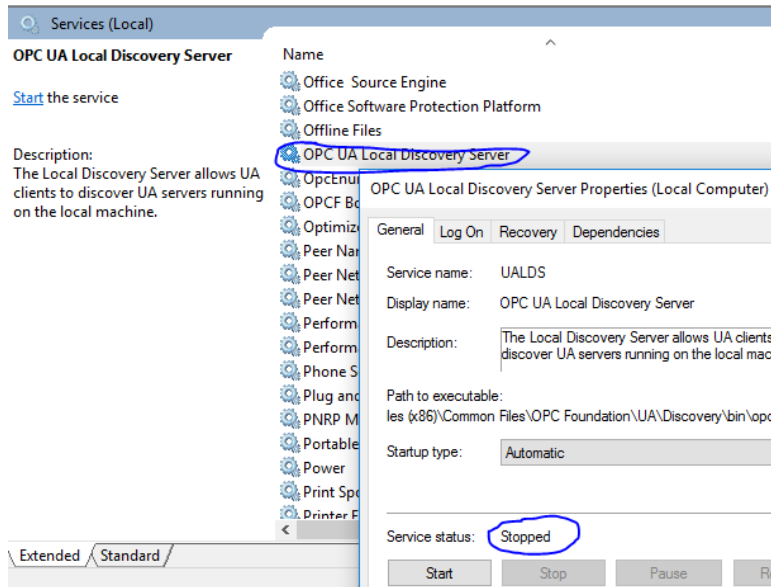 Services (Local)
OPC UA Local Discovery Server
Start the service
Description:
The Local Discovery Server allows UA
clients to discover UA servers running
on the local machine.
Name
Office Source Engine
Office Software Protection Platform
Offline Files
OPC UA Local Discovery Server
OpcEnu
OPCF Bo
Optimiz
Peer Nar
Peer Net
Peer Net
Perform
Perform
Phone S
Plug and
PNRP M
Portable
Power
Print Spo
Printer E
OPC UA Local Discovery Server Properties (Local Computer)
General Log On Recovery Dependencies
Service name: UALDS
Display name: OPC UA Local Discovery Server
Description: The Local Discovery Server allows UA clients
discover UA servers running on the local mac
Path to executable:
les (x86)\Common Files\OPC Foundation\UA\Discovery\bin\opc
Startup type: Automatic
Service status: Stopped
Start Stop Pause
Extended Standard